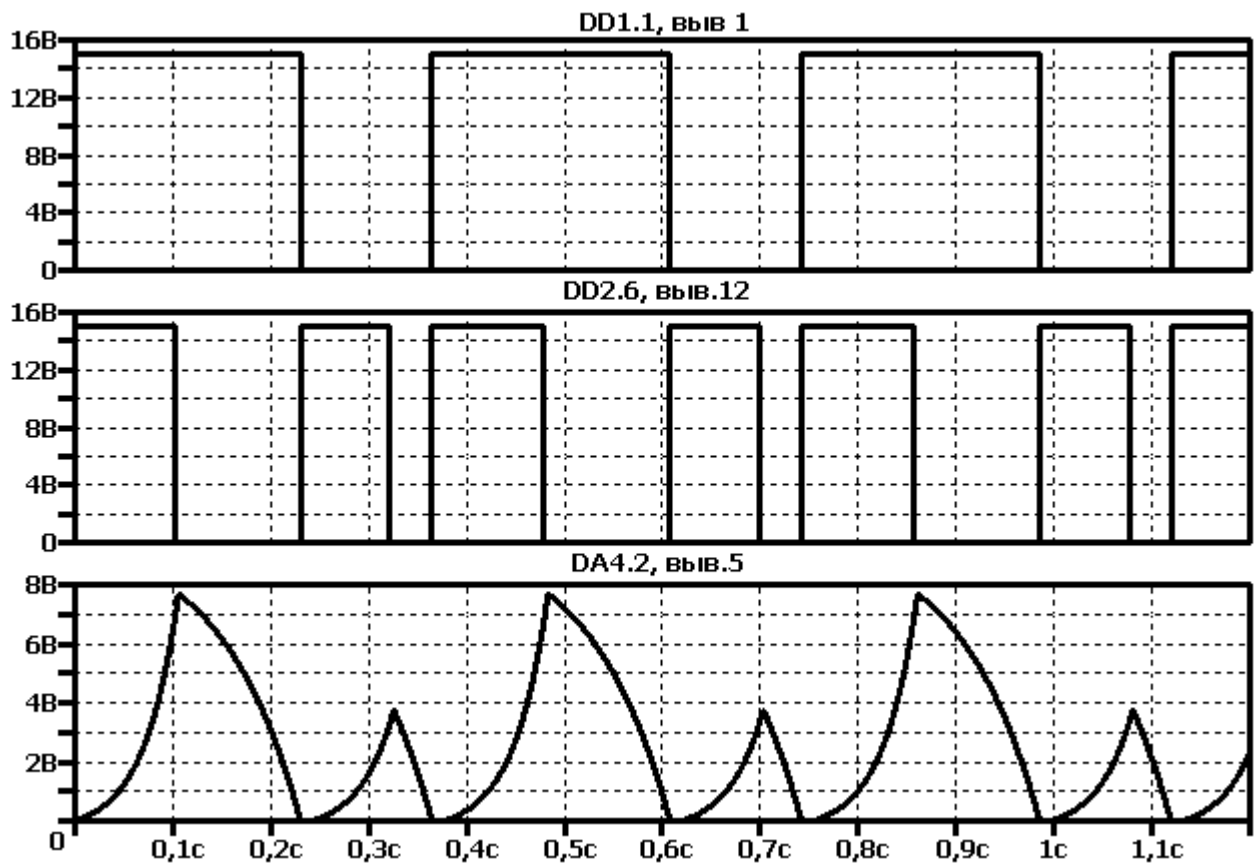 DD1.1, выв 1
16В
12В
8В
4В
0
DD2.6, выв.12
16В
12В
8В
4В
0
DA4.2, выв.5
8В
6В
4В
2В
0
0,1с 0,2с 0,3с 0,4с 0,5с 0,6с 0,7с 0,8с 0,9с 1с 1,1с